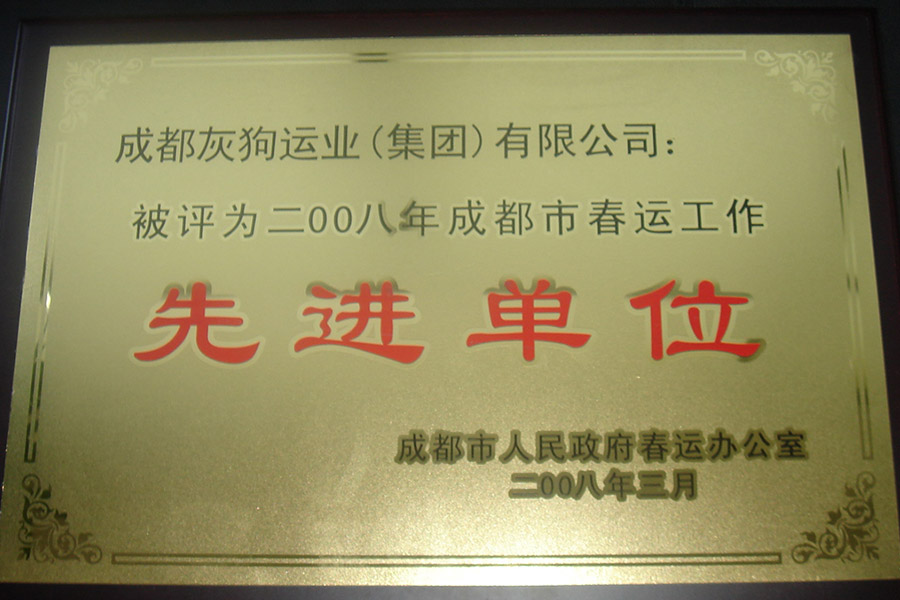 成都灰狗运业(集团)有限公司:
被评为二00八年成都市春运工作
先进单位
成都市人民政府春运办公室
二00八年三月